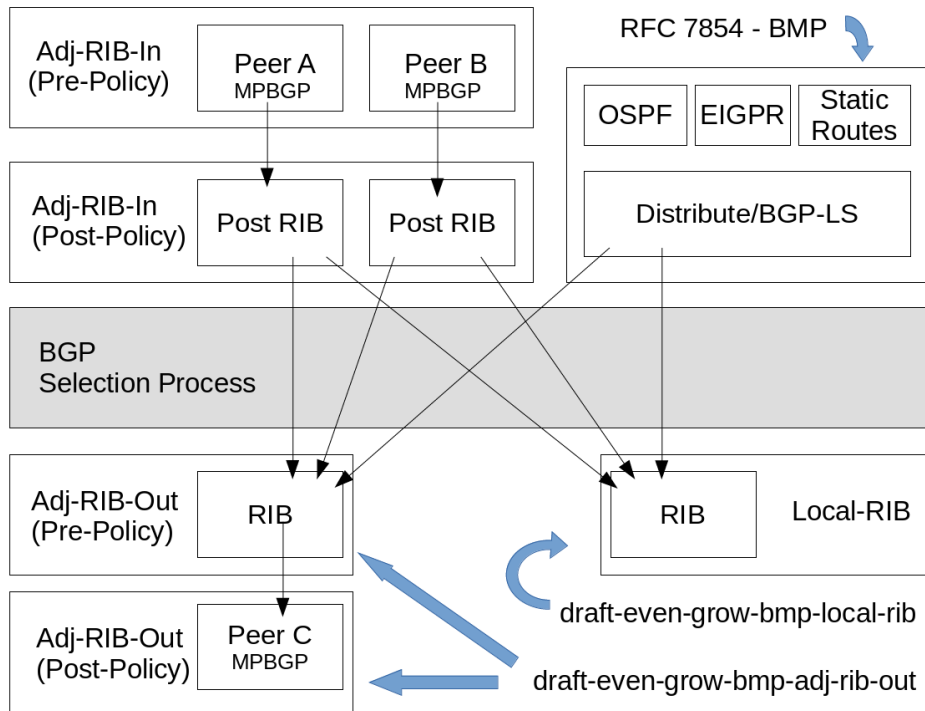 Adj-RIB-In
(Pre-Policy)
Peer A
MPBGP
Peer B
MPBGP
RFC 7854 - BMP
OSPF
EIGPR
Static
Routes
Adj-RIB-In
(Post-Policy)
Post RIB
Post RIB
Distribute/BGP-LS
BGP
Selection Process
Adj-RIB-Out
(Pre-Policy)
RIB
RIB
Local-RIB
draft-even-grow-bmp-local-rib
Adj-RIB-Out
(Post-Policy)
Peer C
MPBGP
draft-even-grow-bmp-adj-rib-out